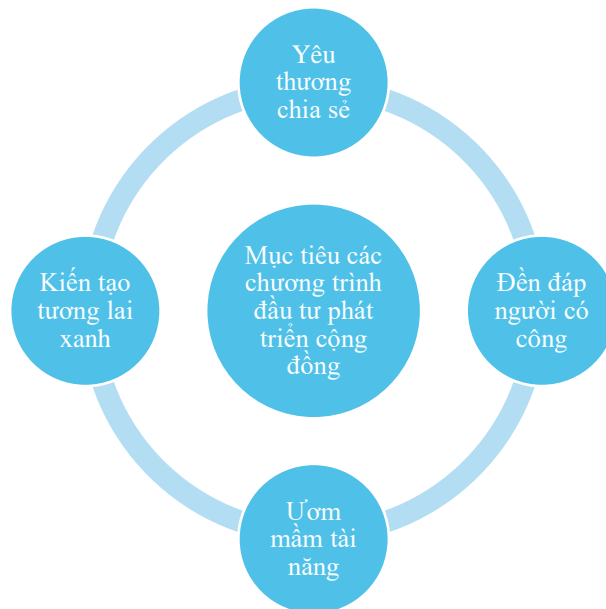 Yêu
thương
chia sẻ
Kiến tạo
tương lai
xanh
Mục tiêu các
chương trình
đầu tư phát
triển cộng
đồng
Đền đáp
người có
công
Ươm
mầm tài
năng